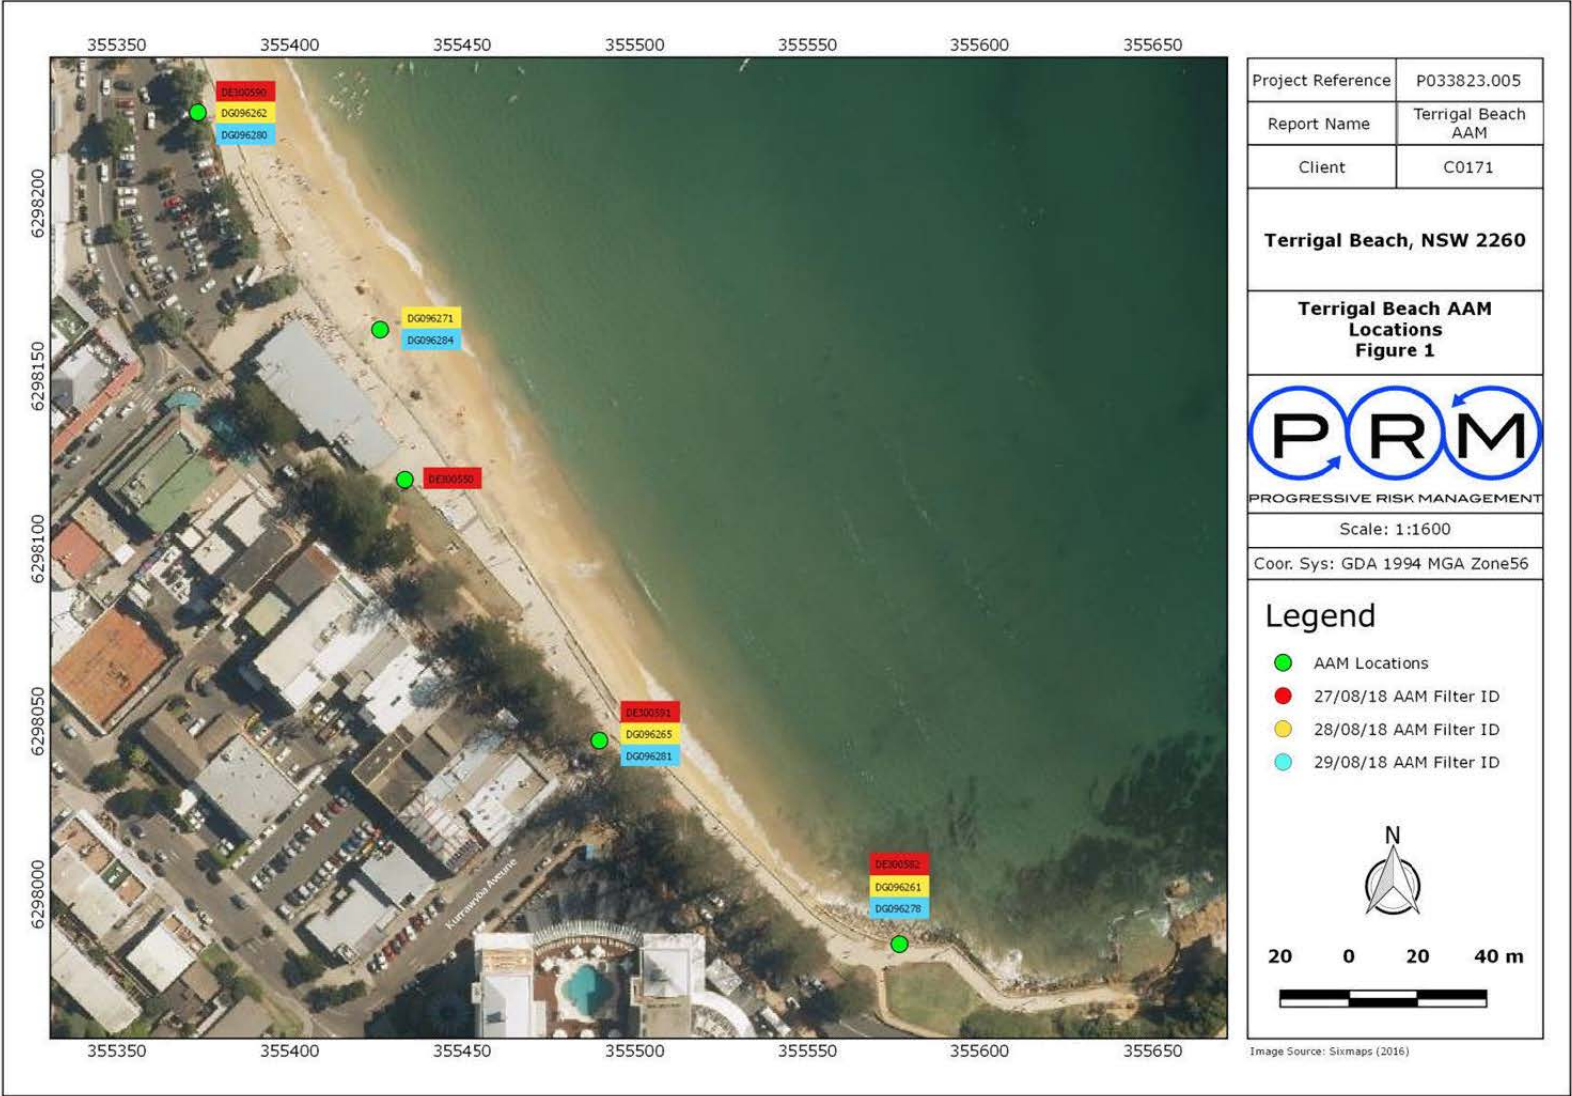 355350 355400 355450 355500 355550 355600 355650
6298200
6298150
6298100
6298050
6298000
DE300590
DG096262
DG096280
DG096271
DG096284
DE300550
DE300591
DG096265
DG096281
DE300582
DG096261
DG096278
Kurrawyba Aveune
355350 355400 355450 355500 355550 355600 355650
Project Reference P033823.005
Report Name Terrigal Beach
AAM
Client C0171
Terrigal Beach, NSW 2260
Terrigal Beach AAM
Locations
Figure 1
PRM
PROGRESSIVE RISK MANAGEMENT
Scale: 1:1600
Coor. Sys: GDA 1994 MGA Zone56
Legend
AAM Locations
27/08/18 AAM Filter ID
28/08/18 AAM Filter ID
29/08/18 AAM Filter ID
N
20 0 20 40 m
Image Source: Sixmaps (2016)